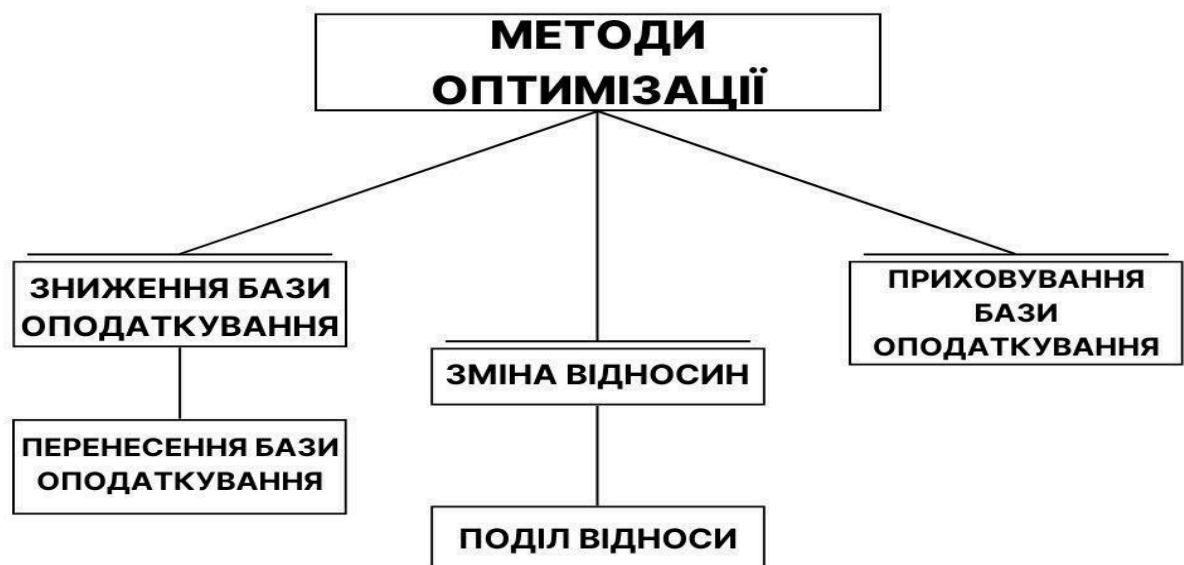 МЕТОДИ
ОПТИМІЗАЦІЇ
ЗНИЖЕННЯ БАЗИ
ОПОДАТКУВАННЯ
ПЕРЕНЕСЕННЯ БАЗИ
ОПОДАТКУВАННЯ
ЗМІНА ВІДНОСИН
ПОДІЛ ВІДНОСИ
ПРИХОВУВАННЯ
БАЗИ
ОПОДАТКУВАННЯ